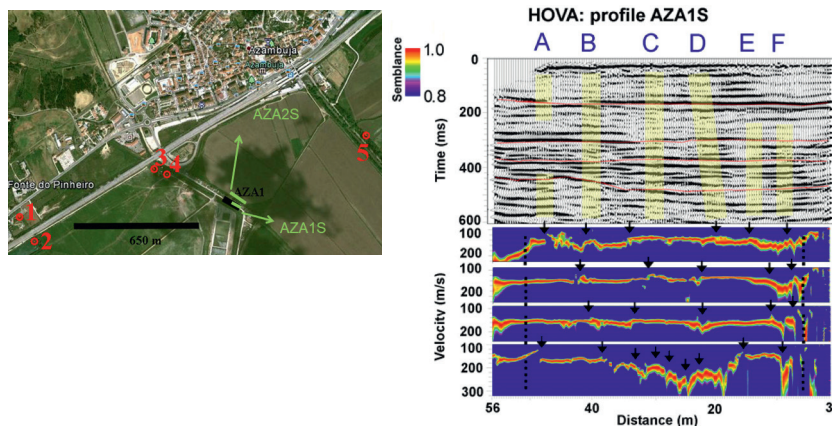 Azambuja
Azambuja
AZA2S
3
4
5
AZA1
AZA1S
Fonte do Pinheiro
1
2
650 m
HOVA: profile AZA1S
A B C D E F
Semblance
1.0
0.8
Time (ms)
0
200
400
600
Velocity (m/s)
100
200
100
200
100
200
100
200
300
56 40 20 3
Distance (m)